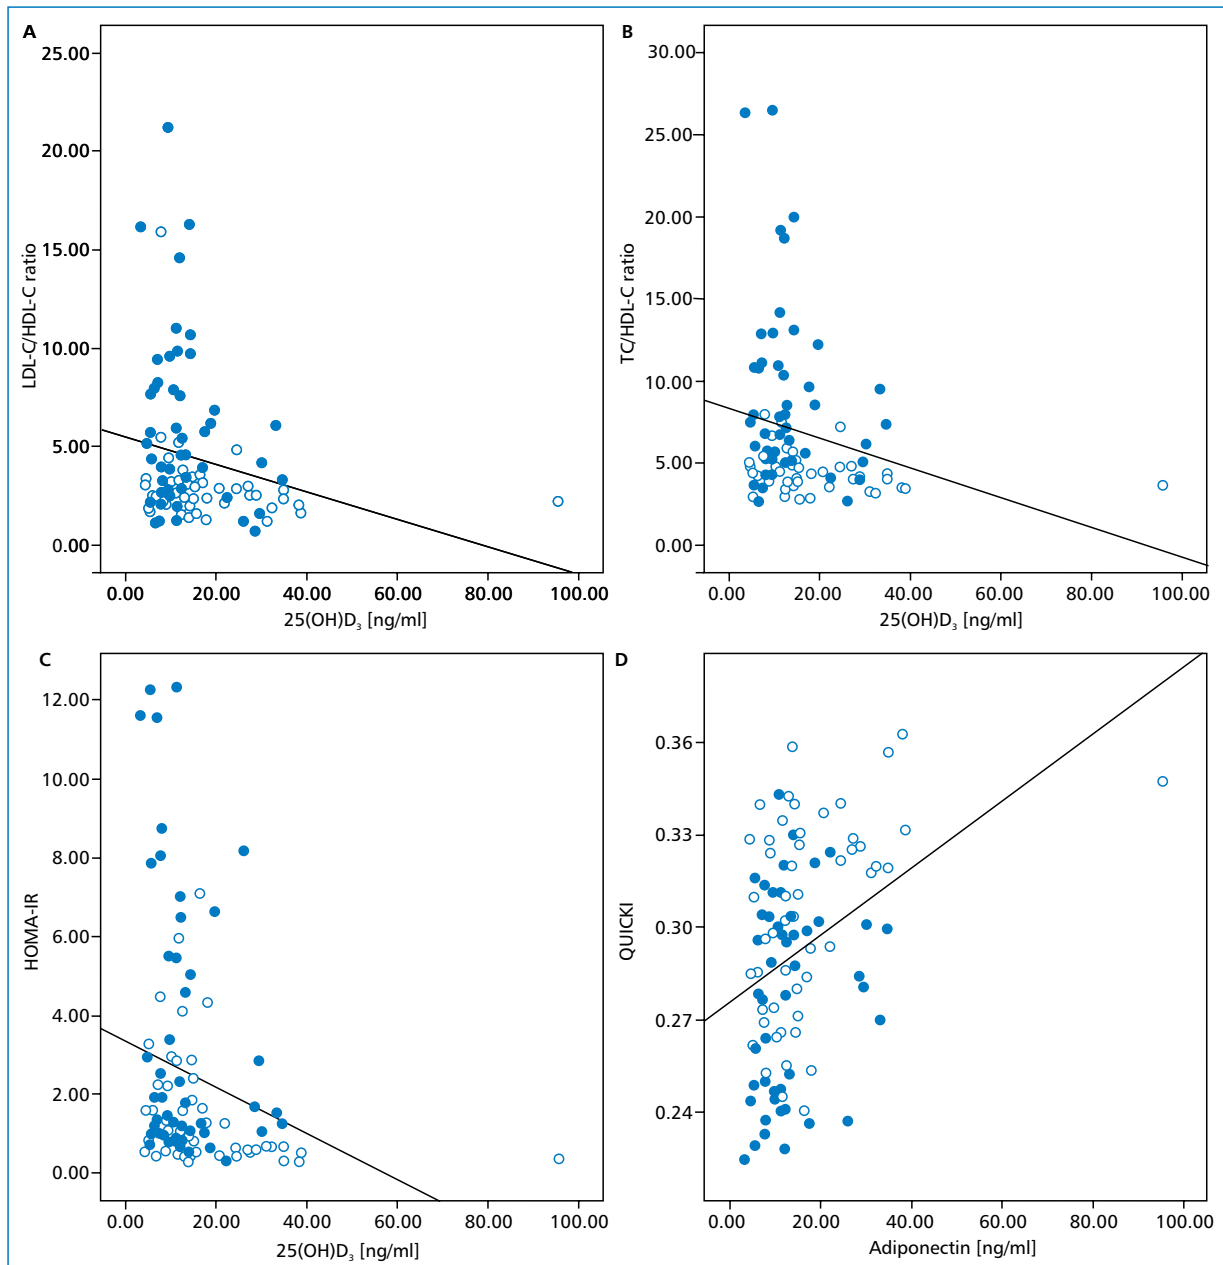 A
LDL-C/HDL-C ratio
25.00
20.00
15.00
10.00
5.00
0.00
0.00 20.00 40.00 60.00 80.00 100.00
25(OH)D₃ [ng/ml]
B
TC/HDL-C ratio
30.00
25.00
20.00
15.00
10.00
5.00
0.00
0.00 20.00 40.00 60.00 80.00 100.00
25(OH)D₃ [ng/ml]
C
HOMA-IR
12.00
10.00
8.00
6.00
4.00
2.00
0.00
0.00 20.00 40.00 60.00 80.00 100.00
25(OH)D₃ [ng/ml]
D
QUICKI
0.36
0.33
0.30
0.27
0.24
0.00 20.00 40.00 60.00 80.00 100.00
Adiponectin [ng/ml]